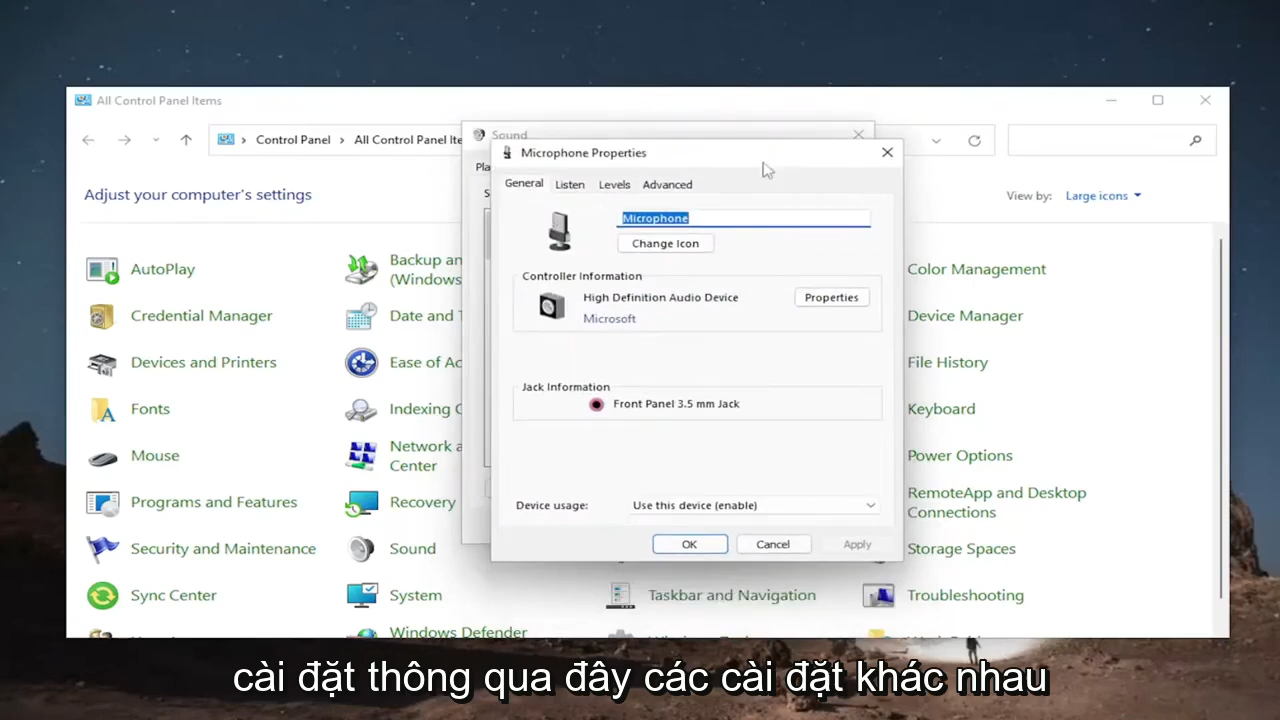 All Control Panel Items
Control Panel > All Control Panel Ite
Sound
Microphone Properties
Pla
General Listen Levels Advanced
S
Adjust your computer's settings
View by: Large icons
Microphone
Change Icon
Controller Information
High Definition Audio Device
Properties
Microsoft
Jack Information
Front Panel 3.5 mm Jack
Device usage: Use this device (enable)
OK Cancel Apply
AutoPlay
Backup an
(Windows
Color Management
Credential Manager
Date and T
Device Manager
Devices and Printers
Ease of Ac
File History
Fonts
Indexing O
Keyboard
Mouse
Network a
Center
Power Options
Programs and Features
Recovery
RemoteApp and Desktop
Connections
Security and Maintenance
Sound
Storage Spaces
Sync Center
System
Taskbar and Navigation
Troubleshooting
Windows Defender
cài đặt thông qua đây các cài đặt khác nhau